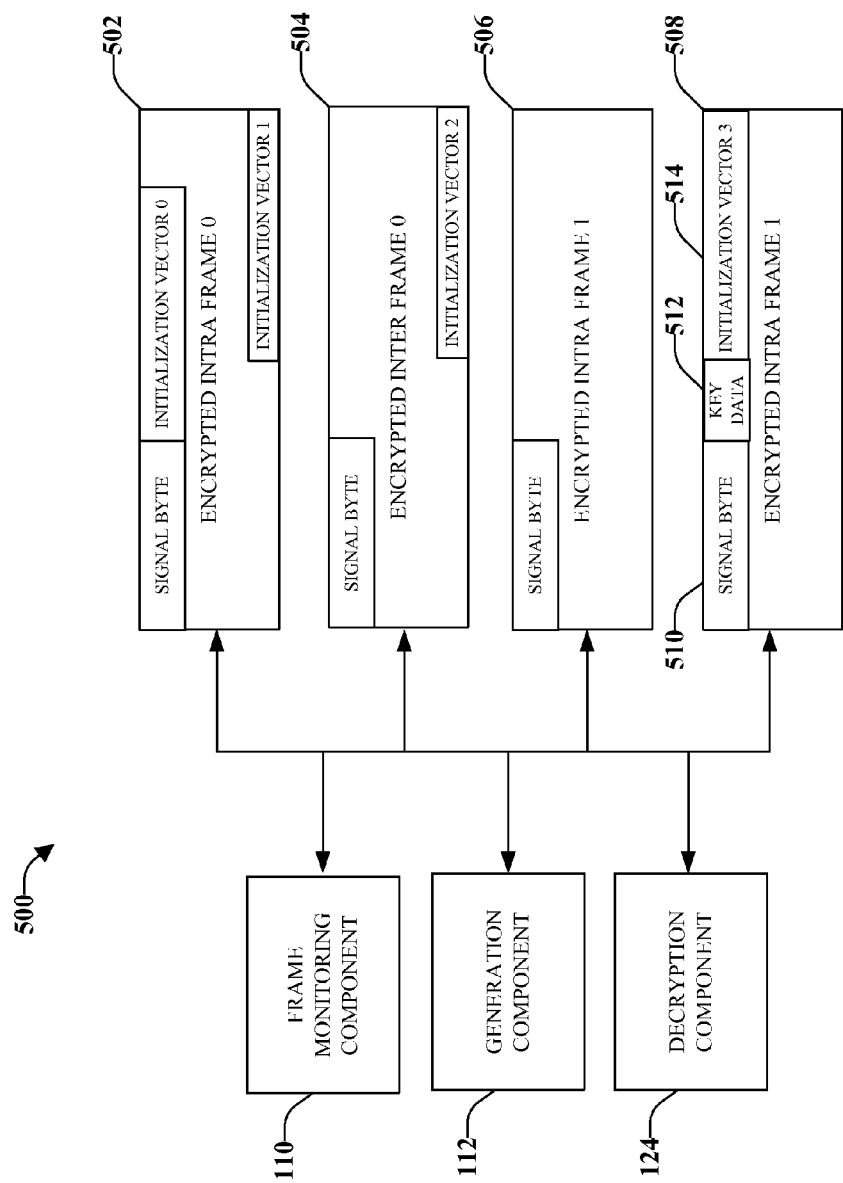 500
FRAME
MONITORING
COMPONENT
110
GENERATION
COMPONENT
112
DECRYPTION
COMPONENT
124
502
SIGNAL BYTE
INITIALIZATION VECTOR 0
ENCRYPTED INTRA FRAME 0
INITIALIZATION VECTOR 1
504
SIGNAL BYTE
ENCRYPTED INTER FRAME 0
INITIALIZATION VECTOR 2
506
SIGNAL BYTE
ENCRYPTED INTRA FRAME 1
508
510
512
514
SIGNAL BYTE
KEY
DATA
INITIALIZATION VECTOR 3
ENCRYPTED INTRA FRAME 1